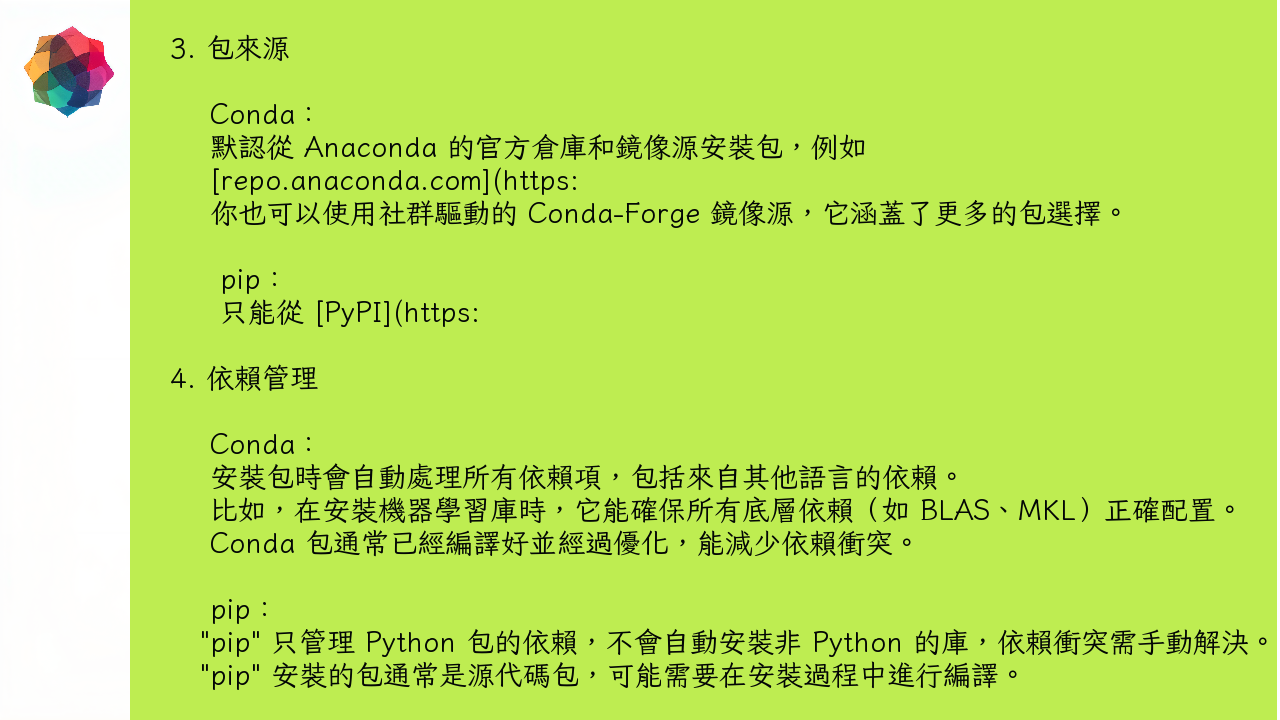 3. 包來源
Conda：
默認從 Anaconda 的官方倉庫和鏡像源安裝包，例如
[repo.anaconda.com](https:
你也可以使用社群驅動的 Conda-Forge 鏡像源，它涵蓋了更多的包選擇。
pip：
只能從 [PyPI](https:
4. 依賴管理
Conda：
安裝包時會自動處理所有依賴項，包括來自其他語言的依賴。
比如，在安裝機器學習庫時，它能確保所有底層依賴（如 BLAS、MKL）正確配置。
Conda 包通常已經編譯好並經過優化，能減少依賴衝突。
pip：
"pip" 只管理 Python 包的依賴，不會自動安裝非 Python 的庫，依賴衝突需手動解決。
"pip" 安裝的包通常是源代碼包，可能需要在安裝過程中進行編譯。